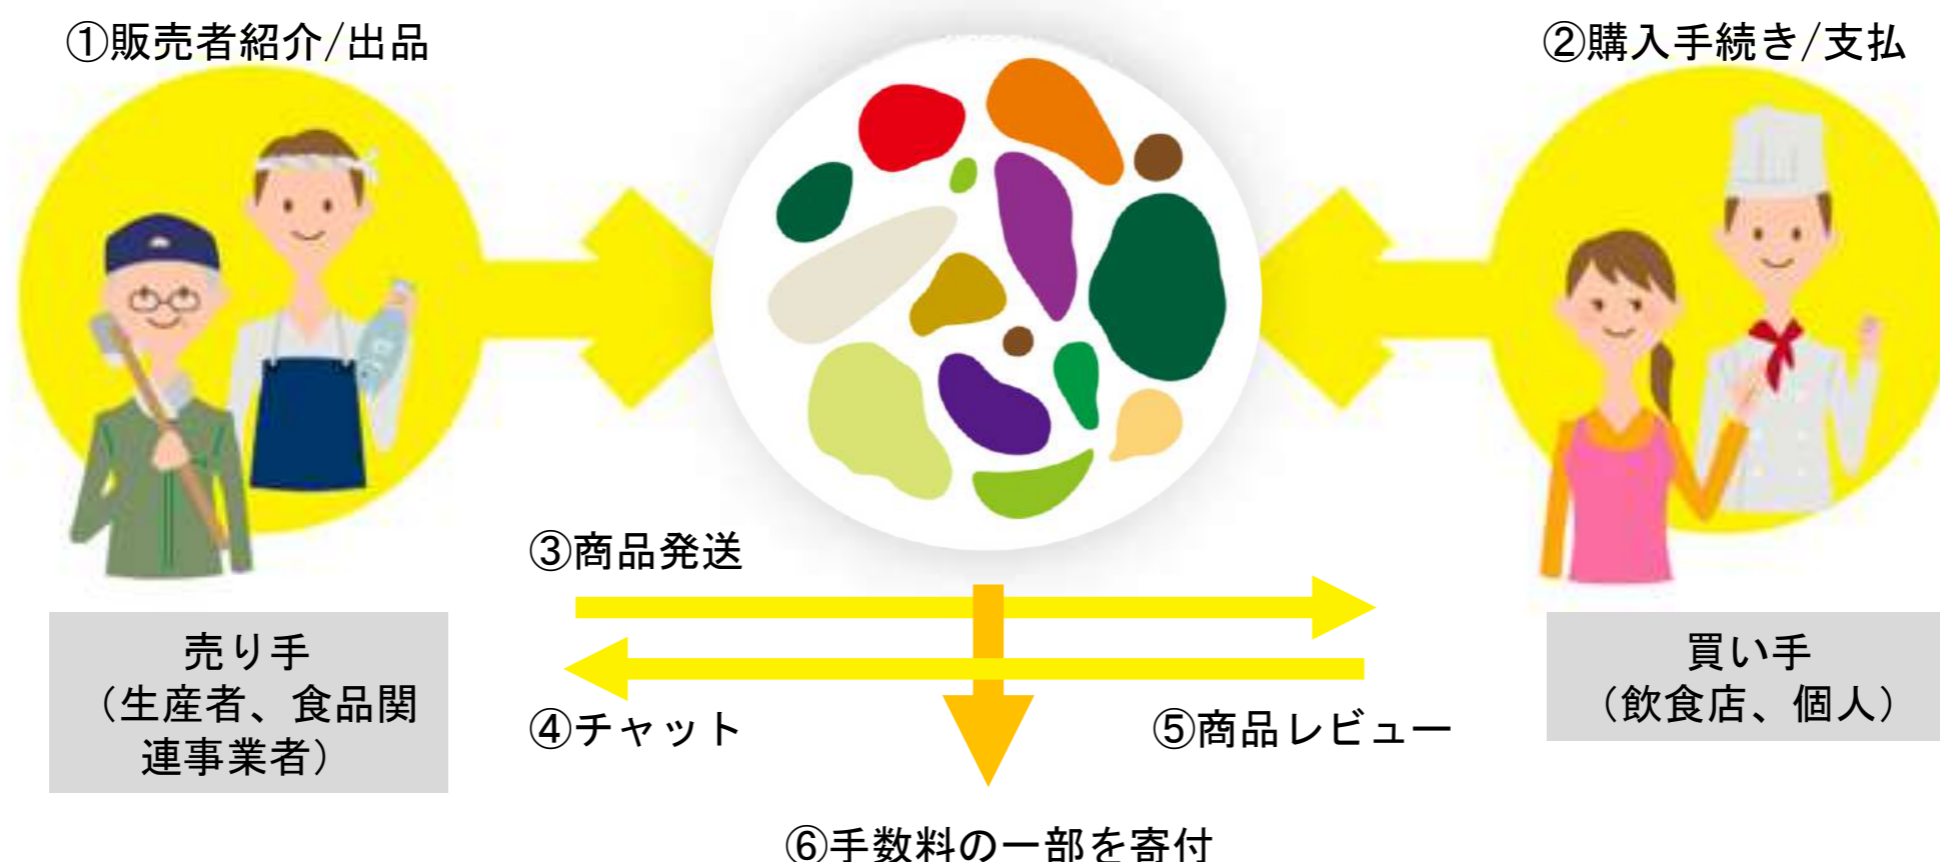 ①販売者紹介/出品
②購入手続き/支払
③商品発送
売り手
（生産者、食品関
連事業者）
買い手
（飲食店、個人）
④チャット
⑤商品レビュー
⑥手数料の一部を寄付